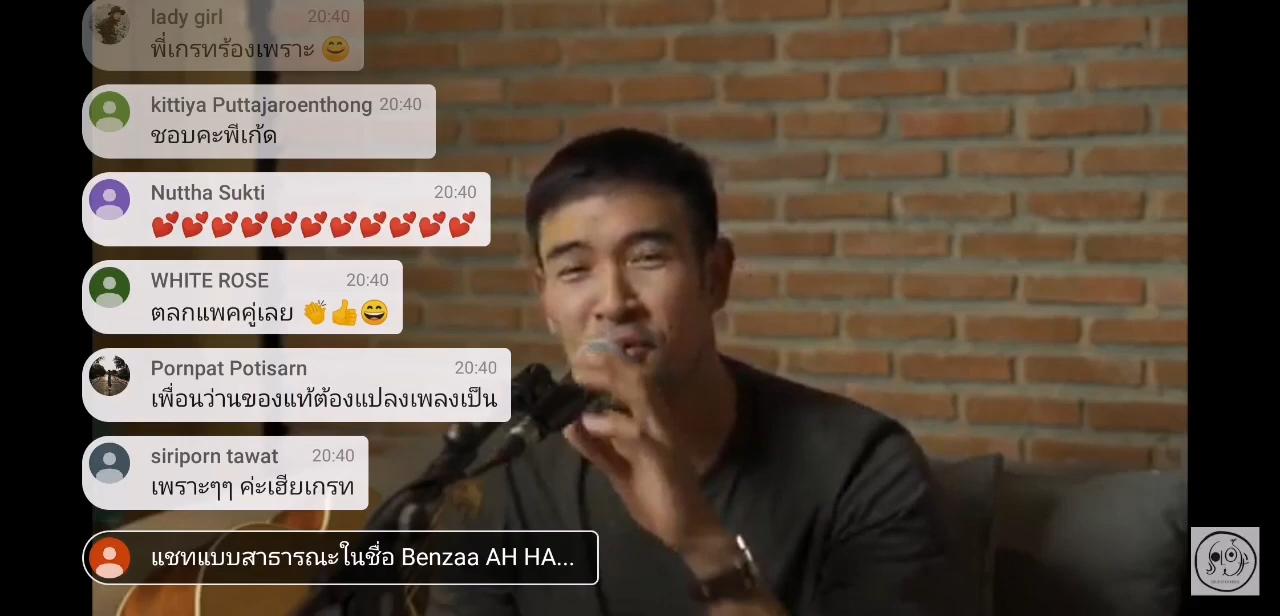 lady girl 20:40
พี่เกรทร้องเพราะ 😊
kittiya Puttajaroenthong 20:40
ชอบคะพีเก้ด
Nuttha Sukti 20:40
💕💕💕💕💕💕💕💕💕💕💕
WHITE ROSE 20:40
ตลกแพคคู่เลย 👏👍😄
Pornpat Potisarn 20:40
เพื่อนว่านของแท้ต้องแปลงเพลงเป็น
siriporn tawat 20:40
เพราะๆๆ ค่ะเฮียเกรท
แชทแบบสาธารณะในชื่อ Benzaa AH HA...